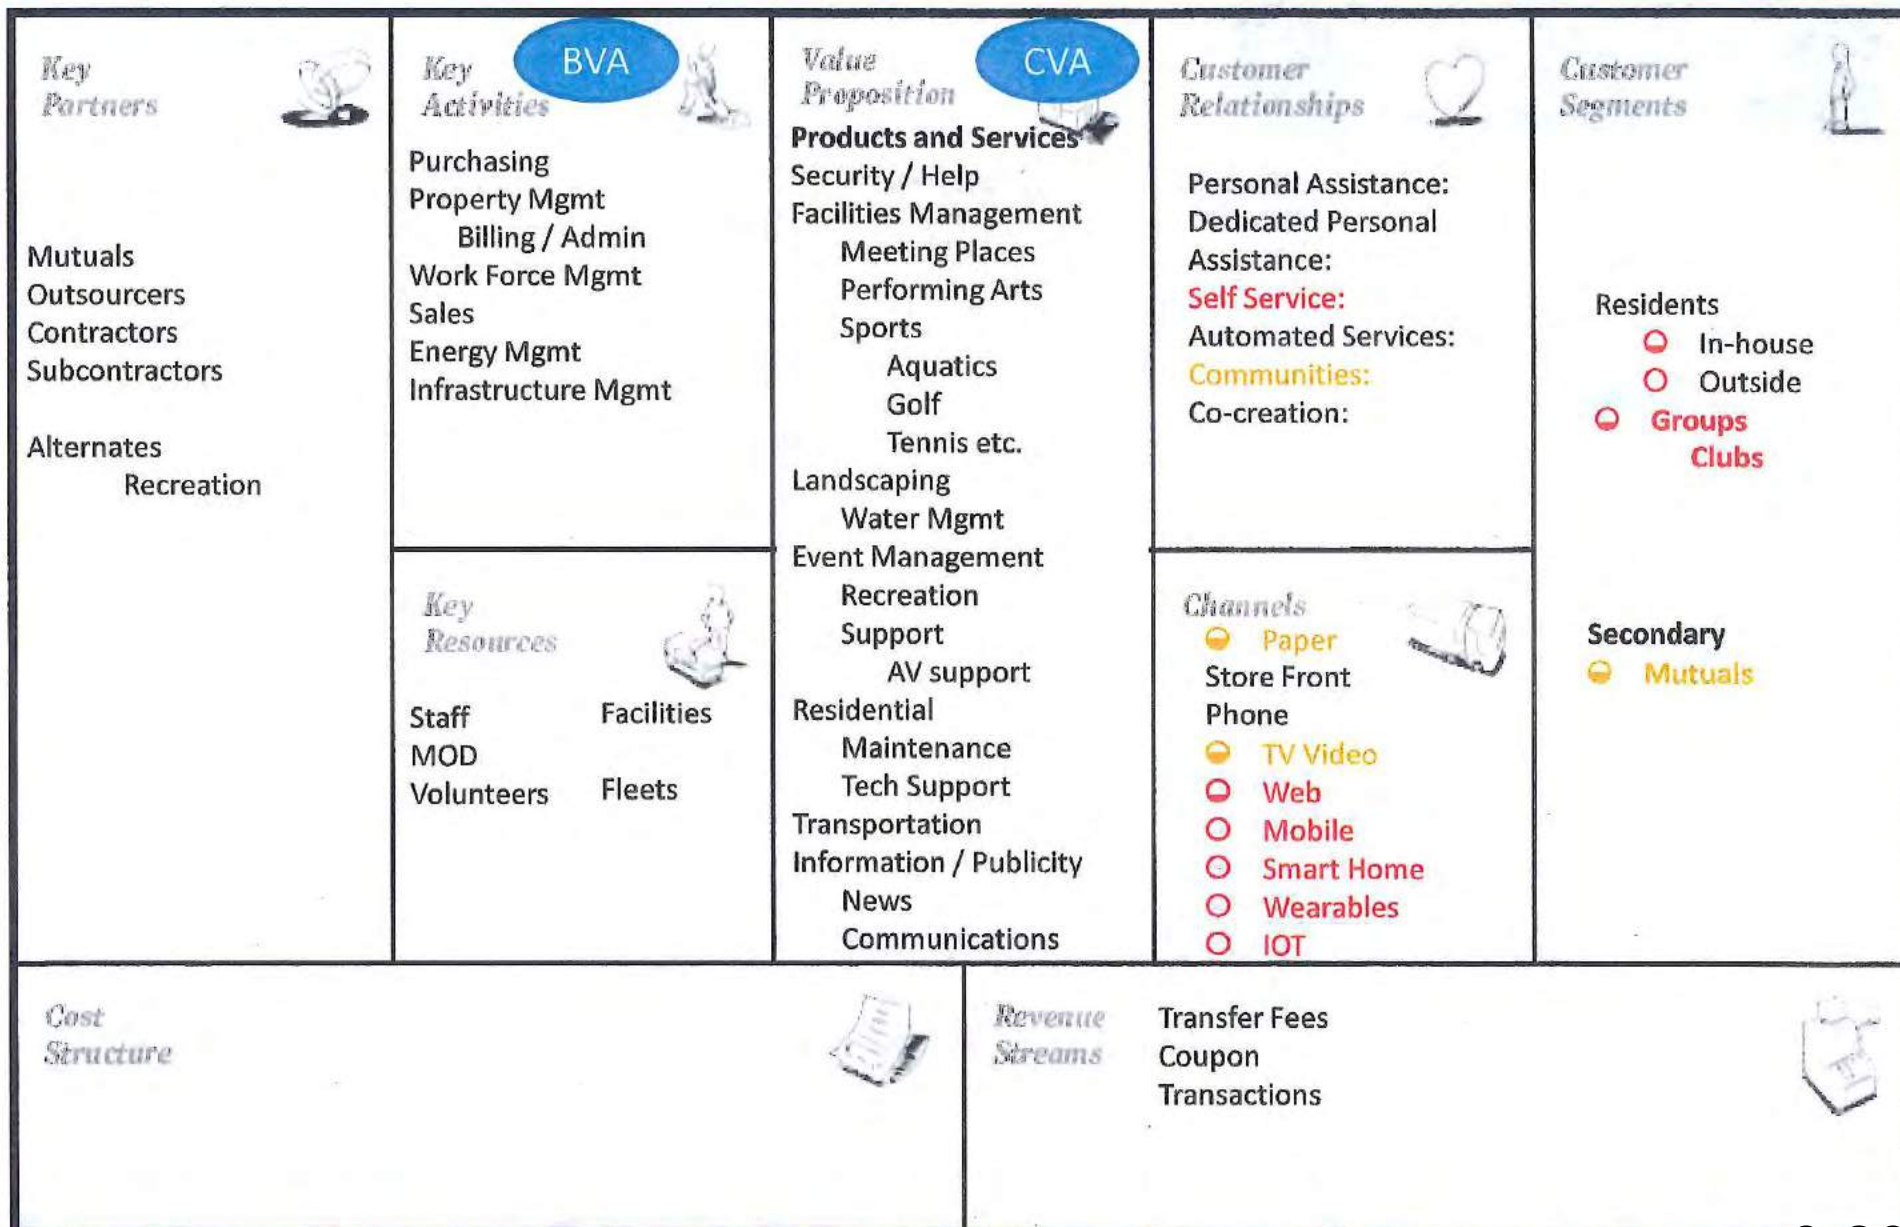 Key
Partners
Mutuals
Outsourcers
Contractors
Subcontractors
Alternates
Recreation
Key
Activities
BVA
Purchasing
Property Mgmt
Billing / Admin
Work Force Mgmt
Sales
Energy Mgmt
Infrastructure Mgmt
Key
Resources
Staff
MOD
Volunteers
Facilities
Fleets
Value
Proposition
CVA
Products and Services
Security / Help
Facilities Management
Meeting Places
Performing Arts
Sports
Aquatics
Golf
Tennis etc.
Landscaping
Water Mgmt
Event Management
Recreation
Support
AV support
Residential
Maintenance
Tech Support
Transportation
Information / Publicity
News
Communications
Customer
Relationships
Personal Assistance:
Dedicated Personal
Assistance:
Self Service:
Automated Services:
Communities:
Co-creation:
Channels
Paper
Store Front
Phone
TV Video
Web
Mobile
Smart Home
Wearables
IOT
Customer
Segments
Residents
In-house
Outside
Groups
Clubs
Secondary
Mutuals
Cost
Structure
Revenue
Streams
Transfer Fees
Coupon
Transactions